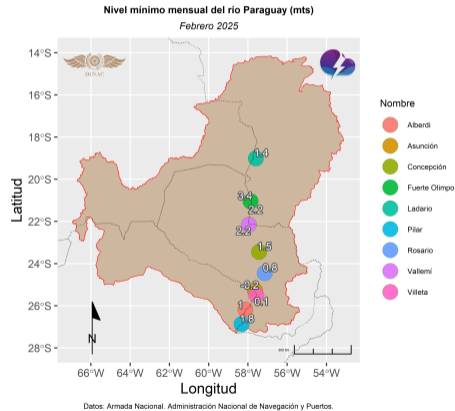 Nivel mínimo mensual del río Paraguay (mts)
Febrero 2025
DINAC
14°S
16°S
18°S
20°S
22°S
24°S
26°S
28°S
Latitud
1.4
3.4
2.2
2.2
1.5
0.8
-0.2
0.1
1
1.8
N
66°W 64°W 62°W 60°W 58°W 56°W 54°W
Longitud
Nombre
Alberdi
Asunción
Concepción
Fuerte Olimpo
Ladario
Pilar
Rosario
Vallemí
Villeta
Datos: Armada Nacional. Administración Nacional de Navegación y Puertos.